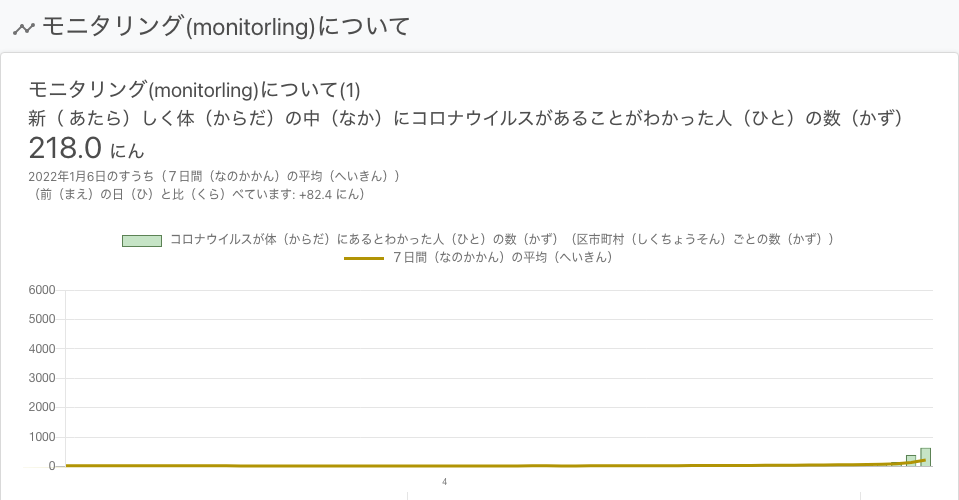 モニタリング(monitorling)について
モニタリング(monitorling)について(1)
新（ あたら）しく体（からだ）の中（なか）にコロナウイルスがあることがわかった人（ひと）の数（かず）
218.0 にん
2022年1月6日のすうち（７日間（なのかかん）の平均（へいきん））
（前（まえ）の日（ひ）と比（くら）べています: +82.4 にん）
コロナウイルスが体（からだ）にあるとわかった人（ひと）の数（かず）（区市町村（しくちょうそん）ごとの数（かず））
７日間（なのかかん）の平均（へいきん）
6000
5000
4000
3000
2000
1000
0
4